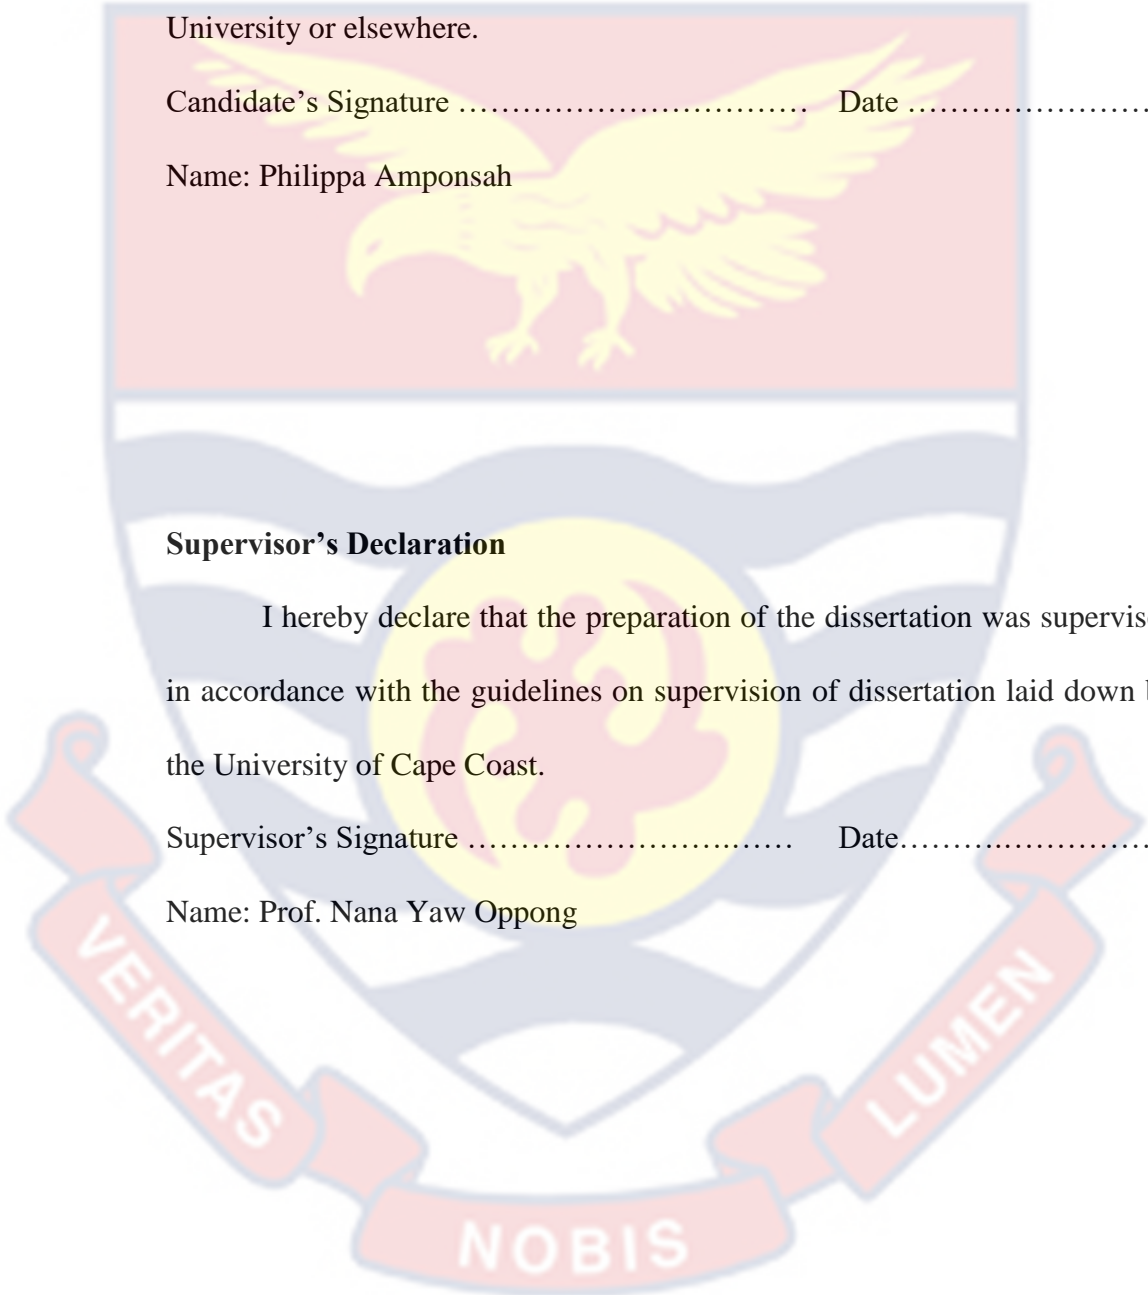 University or elsewhere.
Candidate’s Signature …………………………… Date ……………………
Name: Philippa Amponsah
Supervisor’s Declaration
I hereby declare that the preparation of the dissertation was
in accordance with the guidelines on supervision of dissertation laid down
the University of Cape Coast.
Supervisor’s Signature …………………….…… Date……….……………
Name: Prof. Nana Yaw Oppong
VERITAS
NOBIS
LUMEN